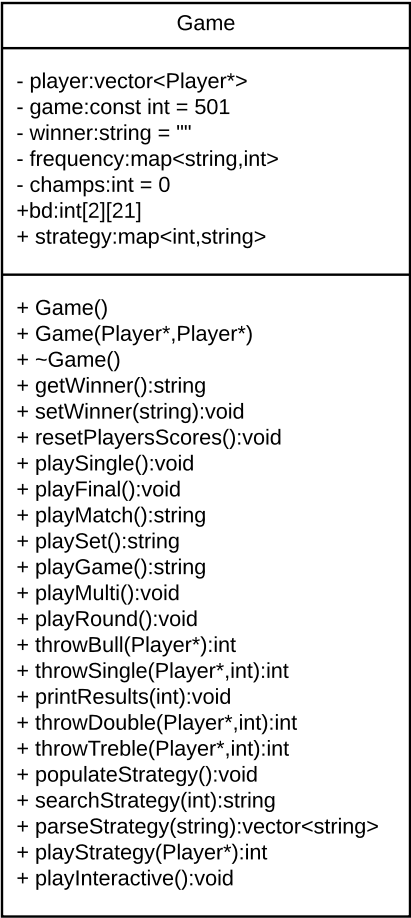 Game
- player:vector<Player*>
- game:const int = 501
- winner:string = ""
- frequency:map<string,int>
- champs:int = 0
+bd:int[2][21]
+ strategy:map<int,string>
+ Game()
+ Game(Player*,Player*)
+ ~Game()
+ getWinner():string
+ setWinner(string):void
+ resetPlayersScores():void
+ playSingle():void
+ playFinal():void
+ playMatch():string
+ playSet():string
+ playGame():string
+ playMulti():void
+ playRound():void
+ throwBull(Player*):int
+ throwSingle(Player*,int):int
+ printResults(int):void
+ throwDouble(Player*,int):int
+ throwTreble(Player*,int):int
+ populateStrategy():void
+ searchStrategy(int):string
+ parseStrategy(string):vector<string>
+ playStrategy(Player*):int
+ playInteractive():void